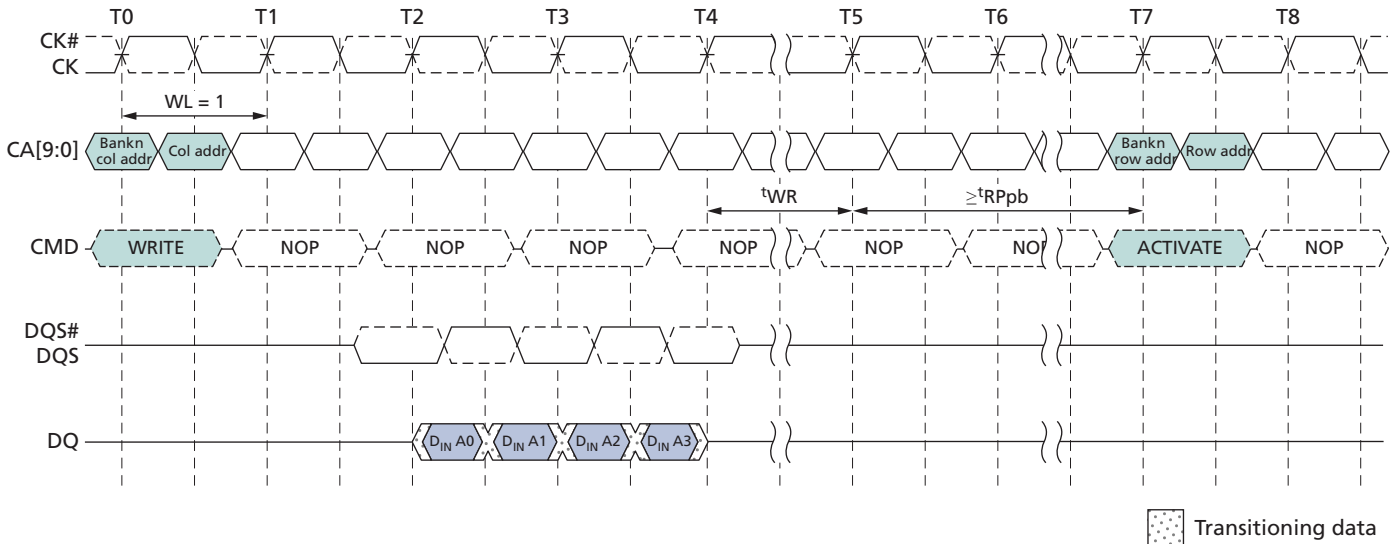 T0 T1 T2 T3 T4 T5 T6 T7 T8
CK#
CK
WL = 1
CA[9:0]
Bankn
col addr
Col addr
Bankn
row addr
Row addr
tWR
≥tRPpb
CMD
WRITE NOP NOP NOP NOP NOP NOP ACTIVATE NOP
DQS#
DQS
DQ
DIN A0 DIN A1 DIN A2 DIN A3
Transitioning data